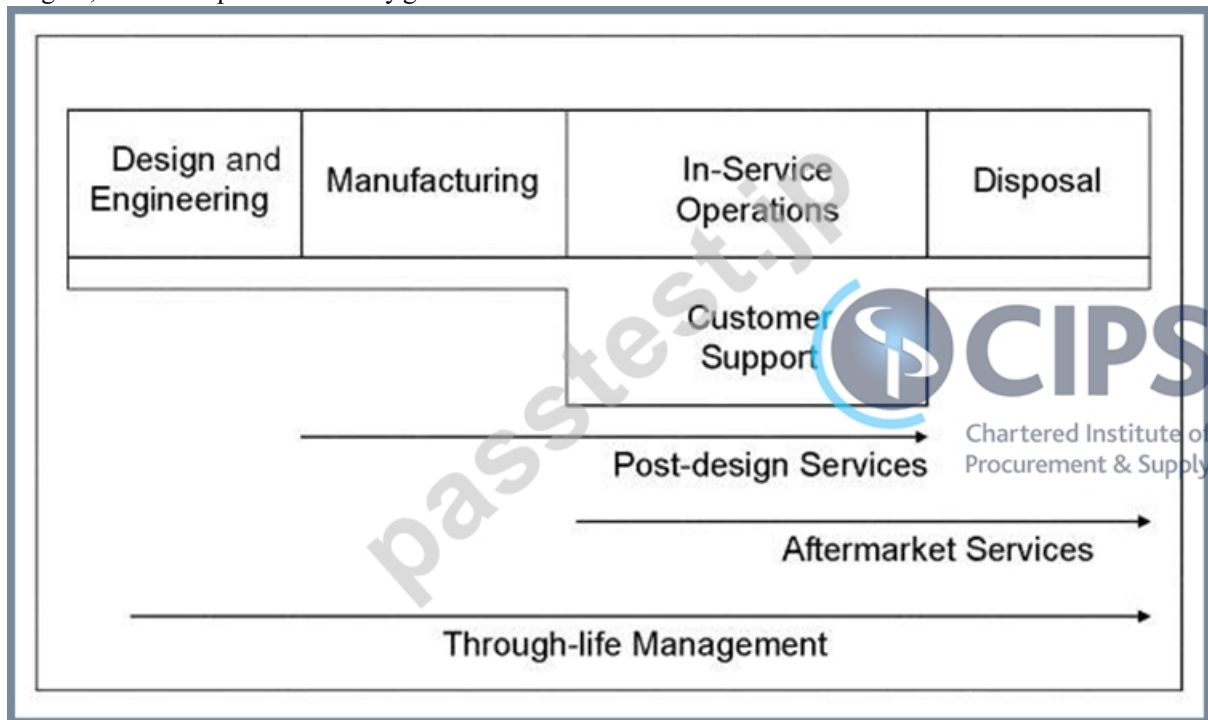 Design and
Engineering
Manufacturing
In-Service
Operations
Disposal
Customer
Support
CIPS
Chartered Institute of
Procurement & Supply
Post-design Services
Aftermarket Services
Through-life Management
passtest.jp